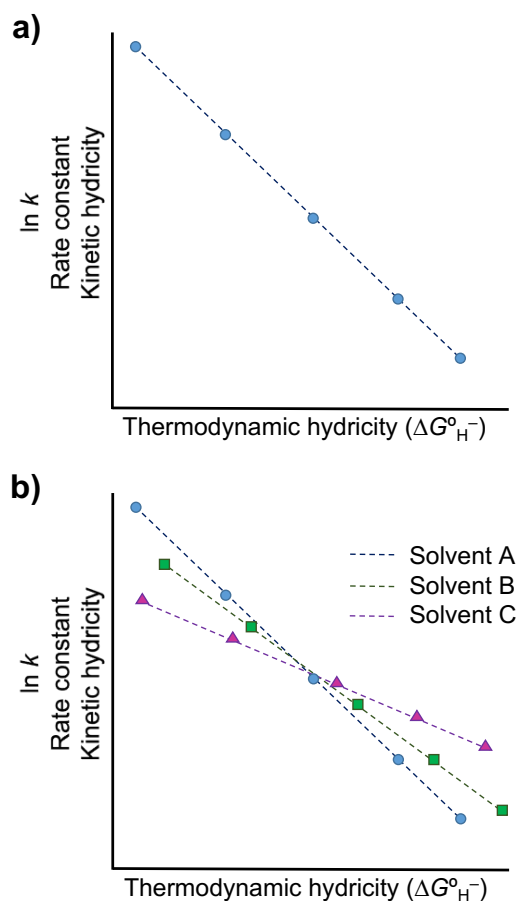 a)
ln k
Rate constant
Kinetic hydricity
Thermodynamic hydricity (ΔG°H⁻)
b)
Solvent A
Solvent B
Solvent C
ln k
Rate constant
Kinetic hydricity
Thermodynamic hydricity (ΔG°H⁻)